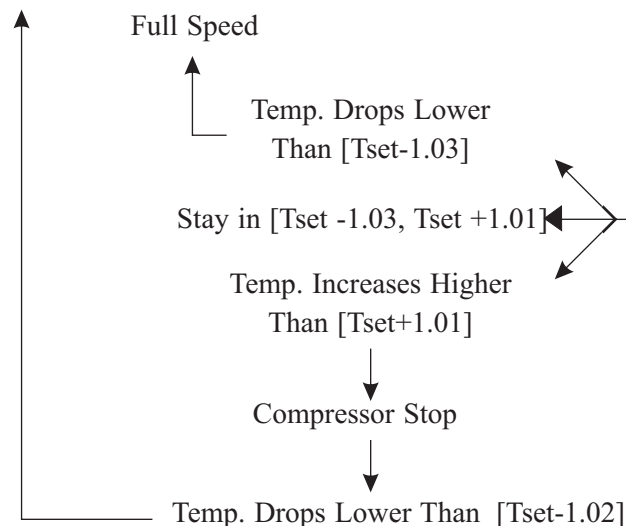 Full Speed
Temp. Drops Lower
Than [Tset-1.03]
Stay in [Tset -1.03, Tset +1.01]
Temp. Increases Higher
Than [Tset+1.01]
Compressor Stop
Temp. Drops Lower Than [Tset-1.02]